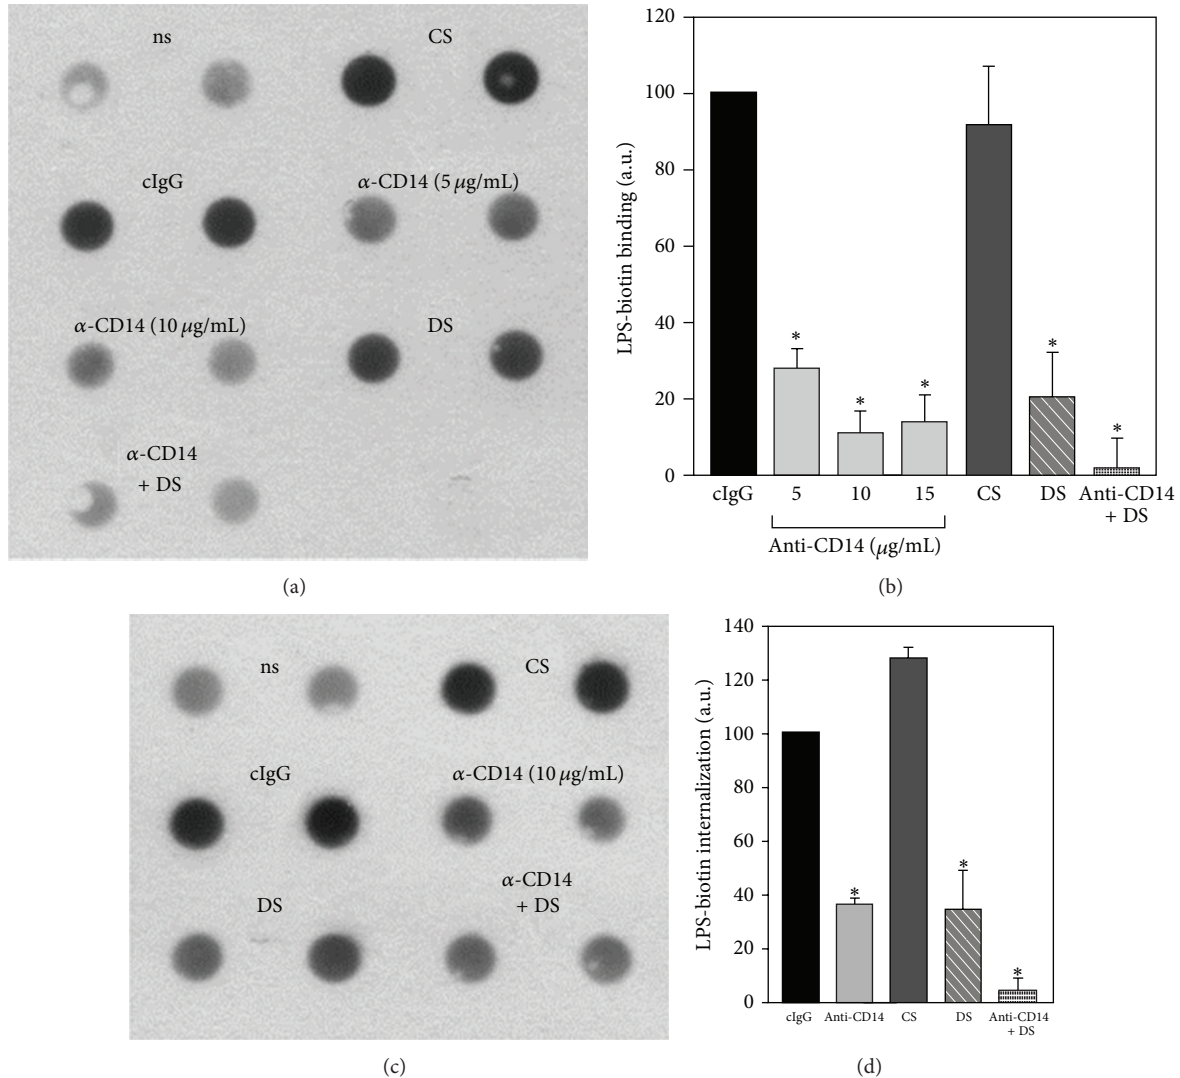 ns
CS
cIgG
α-CD14 (5 μg/mL)
α-CD14 (10 μg/mL)
DS
α-CD14
+ DS
(a)
120
100
80
60
40
20
0
LPS-biotin binding (a.u.)
*
*
*
*
*
cIgG
5
10
15
CS
DS
Anti-CD14
+ DS
Anti-CD14 (μg/mL)
(b)
ns
CS
cIgG
α-CD14 (10 μg/mL)
DS
α-CD14
+ DS
(c)
140
120
100
80
60
40
20
0
LPS-biotin internalization (a.u.)
*
*
*
cIgG
Anti-CD14
CS
DS
Anti-CD14
+ DS
(d)